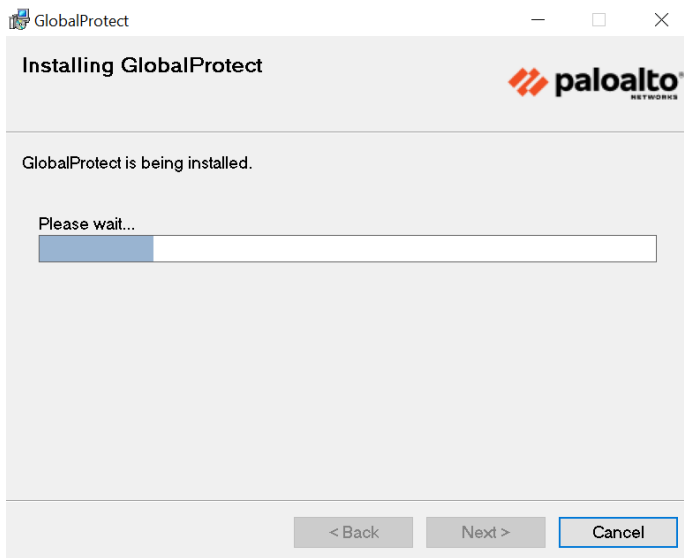 GlobalProtect
Installing GlobalProtect
paloalto
NETWORKS
GlobalProtect is being installed.
Please wait...
< Back
Next >
Cancel